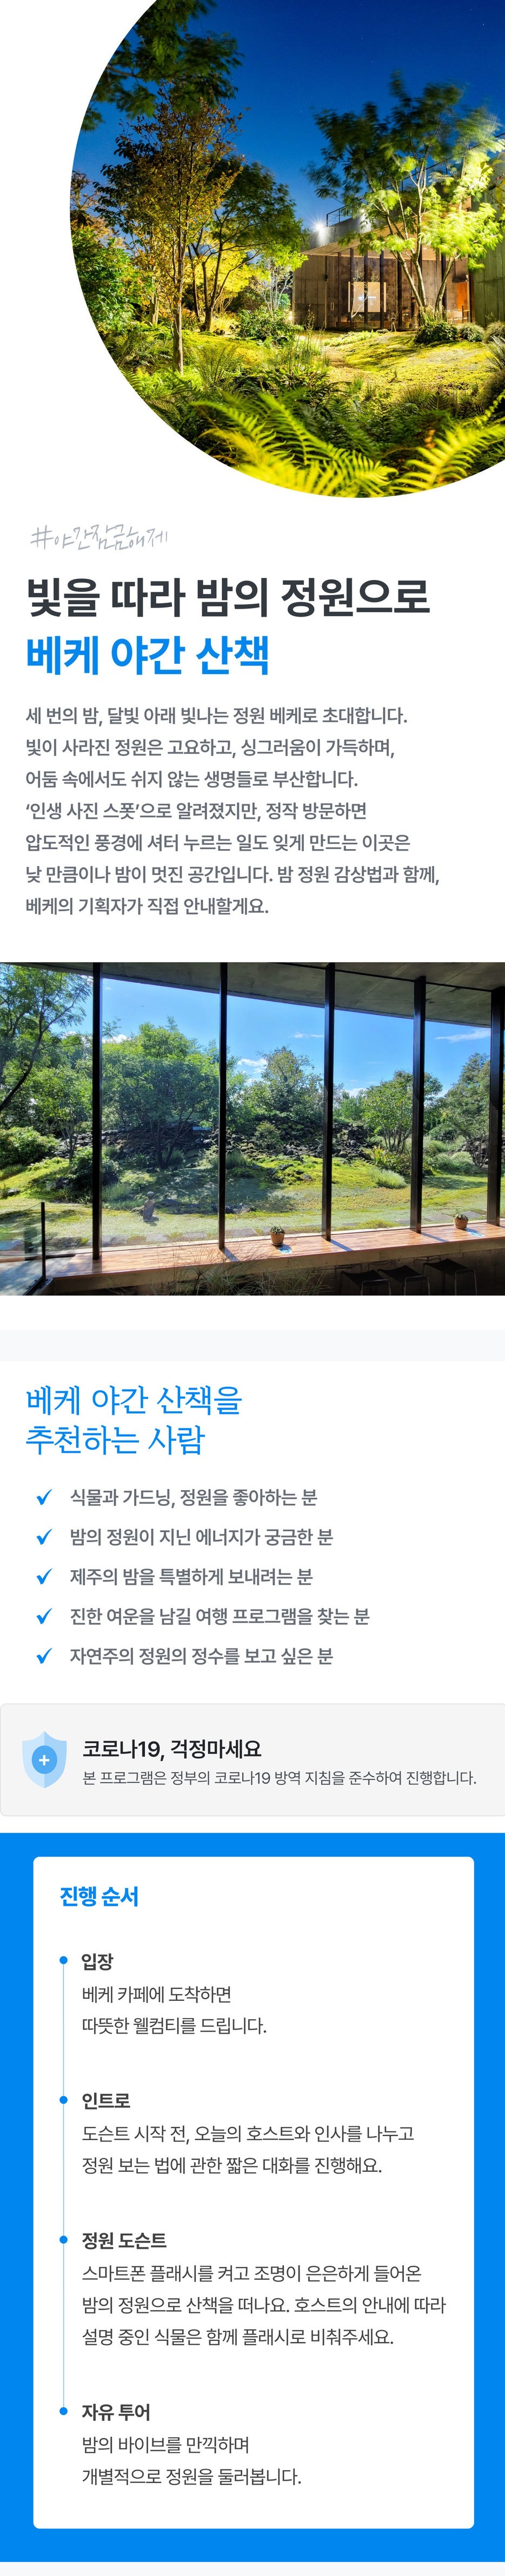 #야간잠금해제
빛을 따라 밤의 정원으로
베케 야간 산책
세 번의 밤, 달빛 아래 빛나는 정원 베케로 초대합니다.
빛이 사라진 정원은 고요하고, 싱그러움이 가득하며,
어둠 속에서도 쉬지 않는 생명들로 부산합니다.
‘인생 사진 스폿’으로 알려졌지만, 정작 방문하면
압도적인 풍경에 셔터 누르는 일도 잊게 만드는 이곳은
낮 만큼이나 밤이 멋진 공간입니다. 밤 정원 감상법과 함께,
베케의 기획자가 직접 안내할게요.
베케 야간 산책을
추천하는 사람
식물과 가드닝, 정원을 좋아하는 분
밤의 정원이 지닌 에너지가 궁금한 분
제주의 밤을 특별하게 보내려는 분
진한 여운을 남길 여행 프로그램을 찾는 분
자연주의 정원의 정수를 보고 싶은 분
코로나19, 걱정마세요
본 프로그램은 정부의 코로나19 방역 지침을 준수하여 진행합니다.
진행 순서
입장
베케 카페에 도착하면
따뜻한 웰컴티를 드립니다.
인트로
도슨트 시작 전, 오늘의 호스트와 인사를 나누고
정원 보는 법에 관한 짧은 대화를 진행해요.
정원 도슨트
스마트폰 플래시를 켜고 조명이 은은하게 들어온
밤의 정원으로 산책을 떠나요. 호스트의 안내에 따라
설명 중인 식물은 함께 플래시로 비춰주세요.
자유 투어
밤의 바이브를 만끽하며
개별적으로 정원을 둘러봅니다.